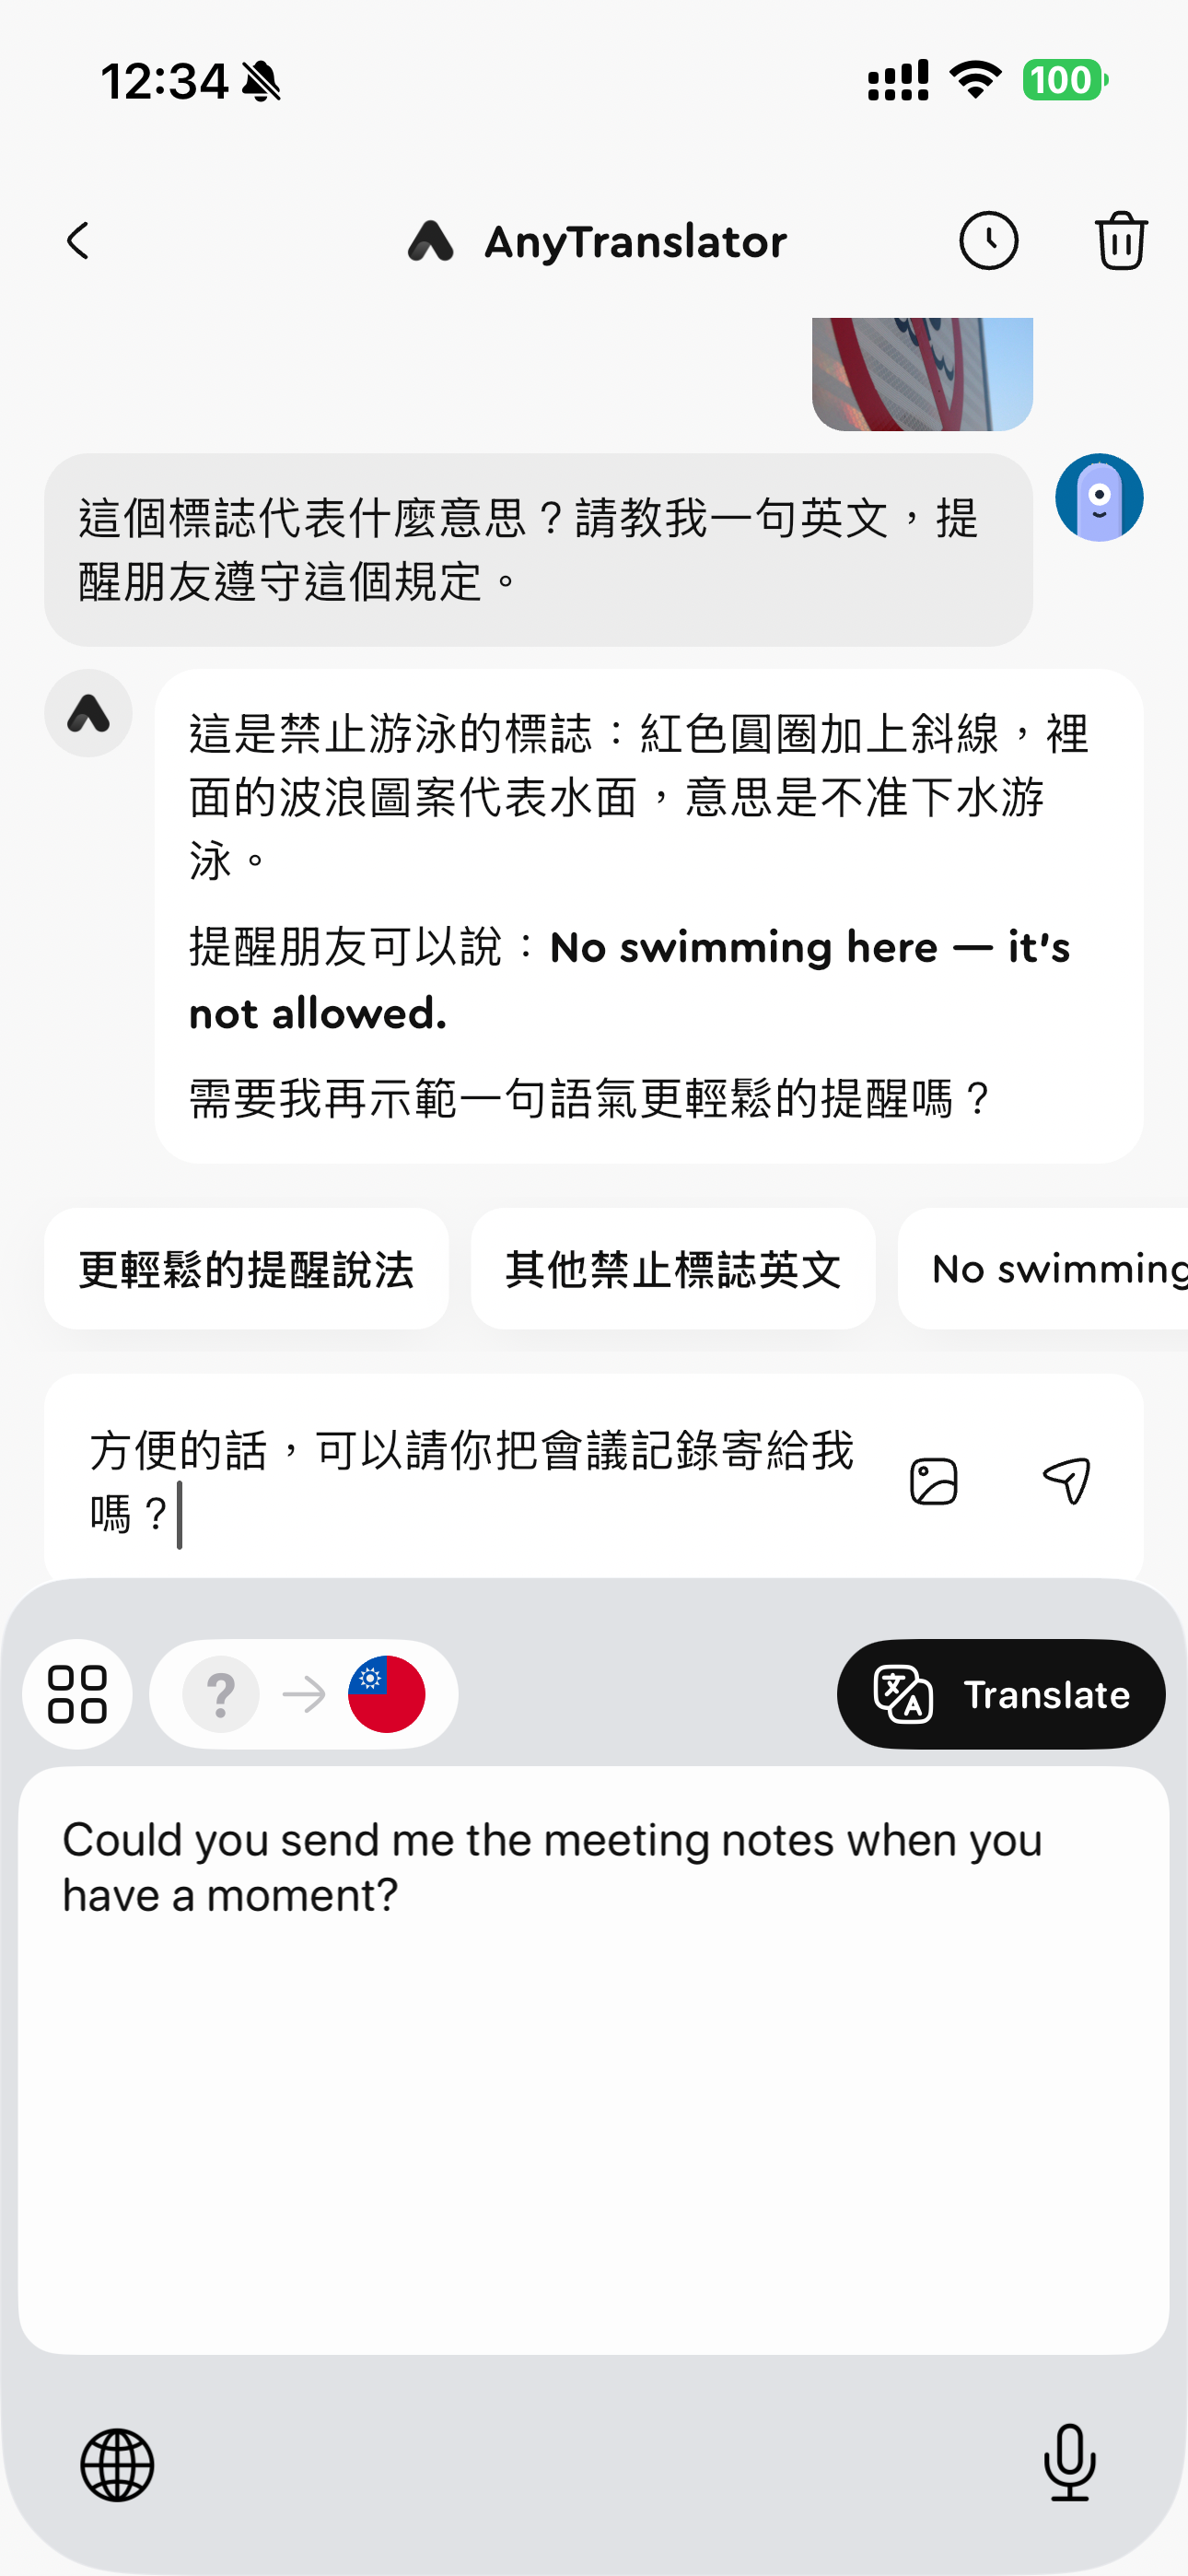 12:34
100
AnyTranslator
這個標誌代表什麼意思？請教我一句英文，提
醒朋友遵守這個規定。
這是禁止游泳的標誌：紅色圓圈加上斜線，裡
面的波浪圖案代表水面，意思是不准下水游
泳。
提醒朋友可以說：No swimming here — it's
not allowed.
需要我再示範一句語氣更輕鬆的提醒嗎？
更輕鬆的提醒說法
其他禁止標誌英文
No swimming
方便的話，可以請你把會議記錄寄給我
嗎？
?
Translate
Could you send me the meeting notes when you
have a moment?